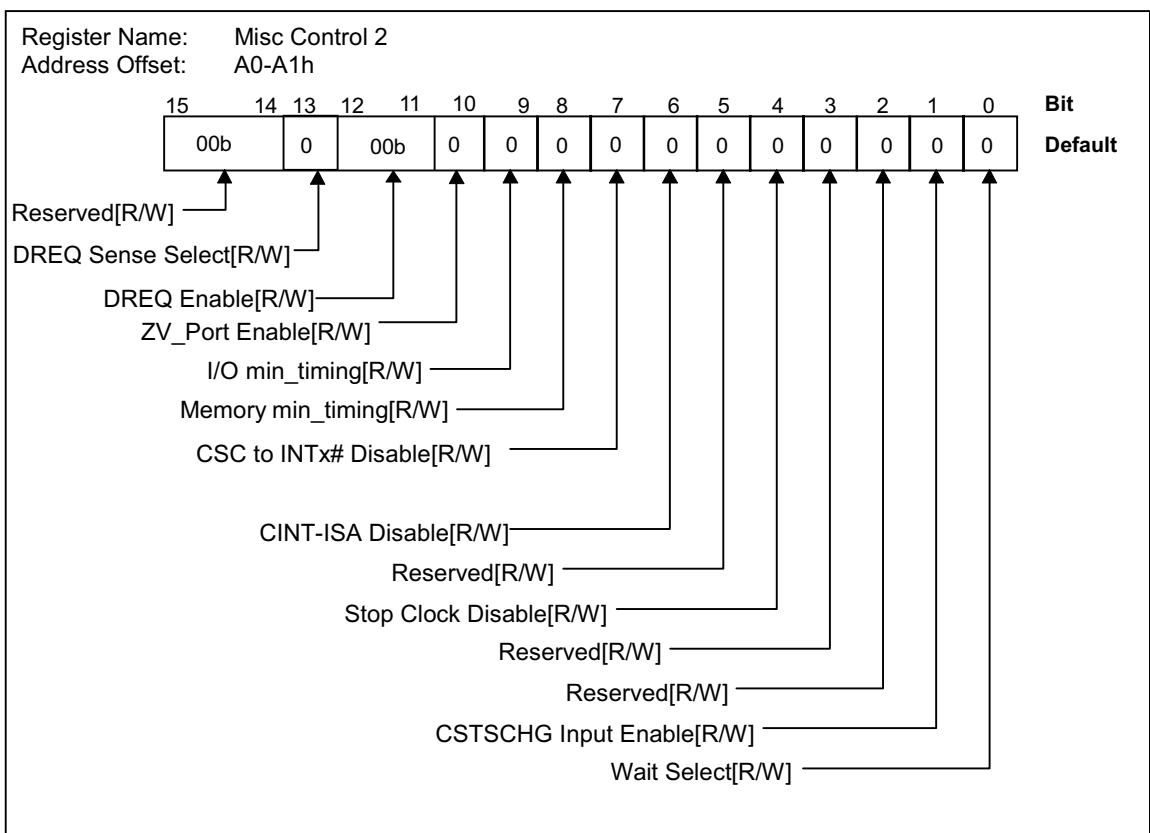 Register Name: Misc Control 2
Address Offset: A0-A1h
15 14 13 12 11 10 9 8 7 6 5 4 3 2 1 0 Bit
00b 0 00b 0 0 0 0 0 0 0 0 0 0 0 Default
Reserved[R/W]
DREQ Sense Select[R/W]
DREQ Enable[R/W]
ZV_Port Enable[R/W]
I/O min_timing[R/W]
Memory min_timing[R/W]
CSC to INTx# Disable[R/W]
CINT-ISA Disable[R/W]
Reserved[R/W]
Stop Clock Disable[R/W]
Reserved[R/W]
Reserved[R/W]
CSTSCHG Input Enable[R/W]
Wait Select[R/W]